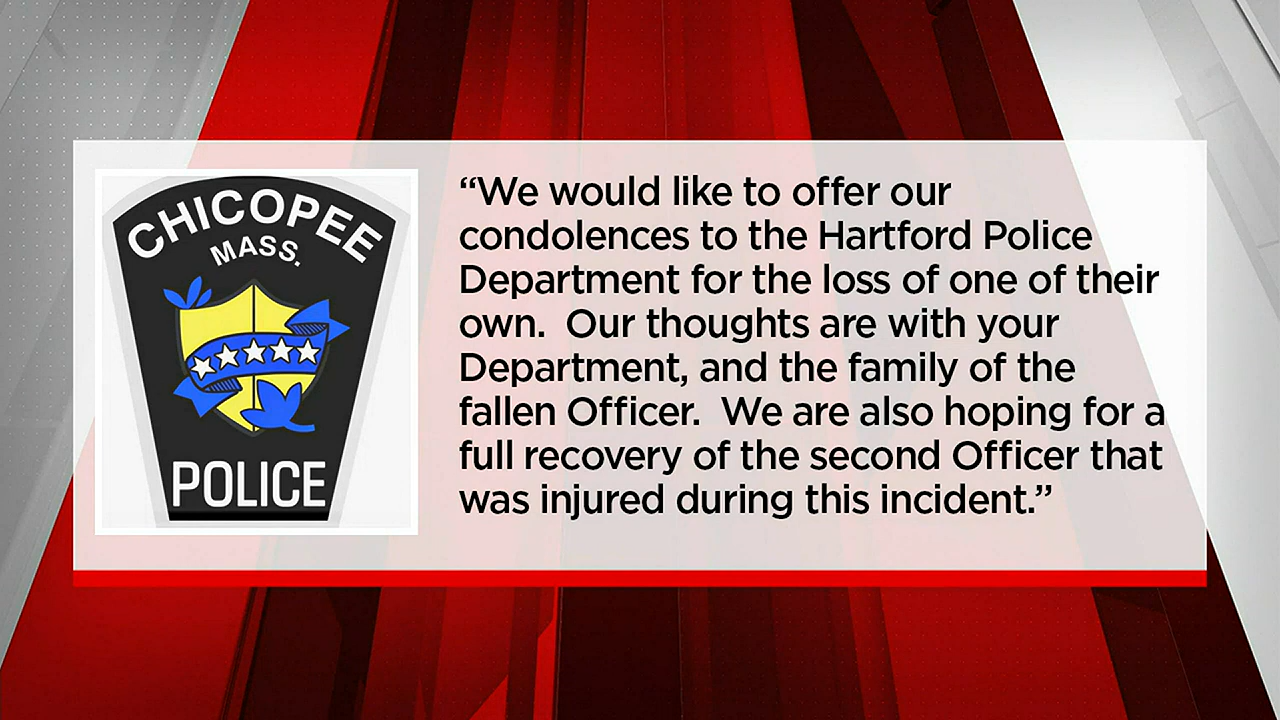 CHICOPEE
MASS.
POLICE
“We would like to offer our
condolences to the Hartford Police
Department for the loss of one of their
own.  Our thoughts are with your
Department, and the family of the
fallen Officer.  We are also hoping for a
full recovery of the second Officer that
was injured during this incident.”